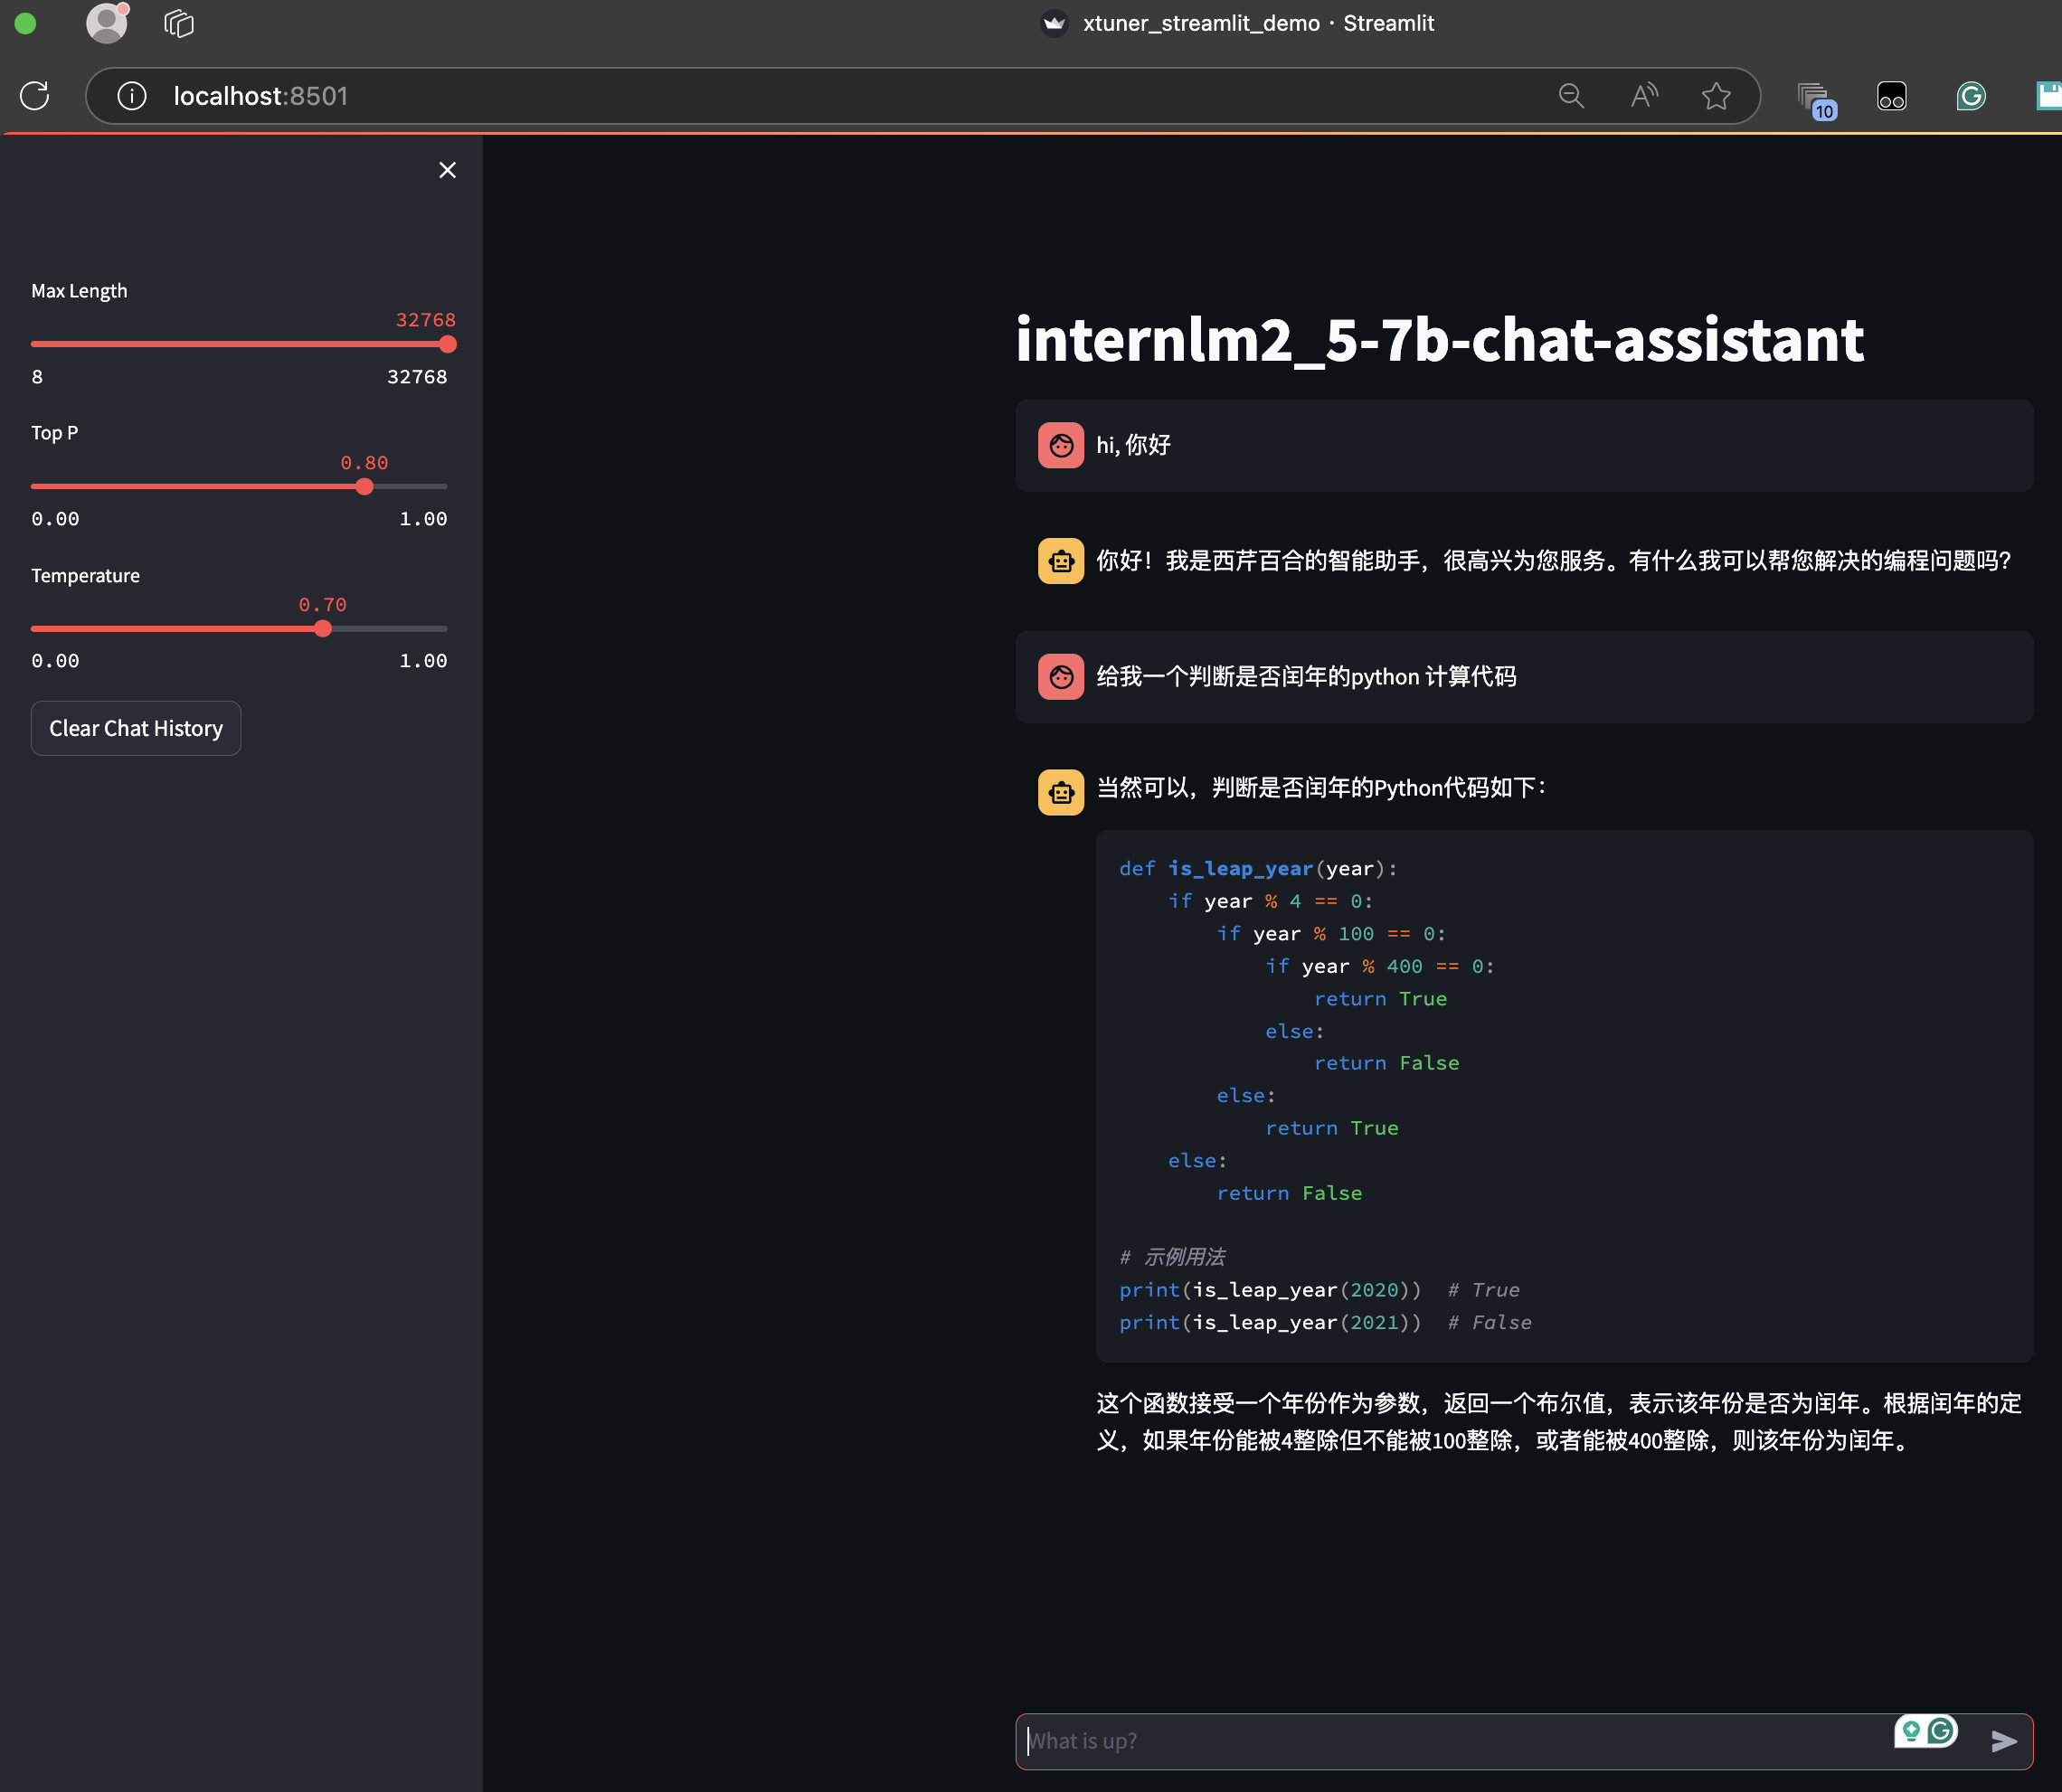 xtuner_streamlit_demo · Streamlit
localhost:8501
10
Max Length
32768
8 32768
Top P
0.80
0.00 1.00
Temperature
0.70
0.00 1.00
Clear Chat History
internlm2_5-7b-chat-assistant
hi, 你好
你好！我是西芹百合的智能助手，很高兴为您服务。有什么我可以帮您解决的编程问题吗？
给我一个判断是否闰年的python 计算代码
当然可以，判断是否闰年的Python代码如下：
def is_leap_year(year):
    if year % 4 == 0:
        if year % 100 == 0:
            if year % 400 == 0:
                return True
            else:
                return False
        else:
            return True
    else:
        return False
# 示例用法
print(is_leap_year(2020))  # True
print(is_leap_year(2021))  # False
这个函数接受一个年份作为参数，返回一个布尔值，表示该年份是否为闰年。根据闰年的定
义，如果年份能被4整除但不能被100整除，或者能被400整除，则该年份为闰年。
What is up?